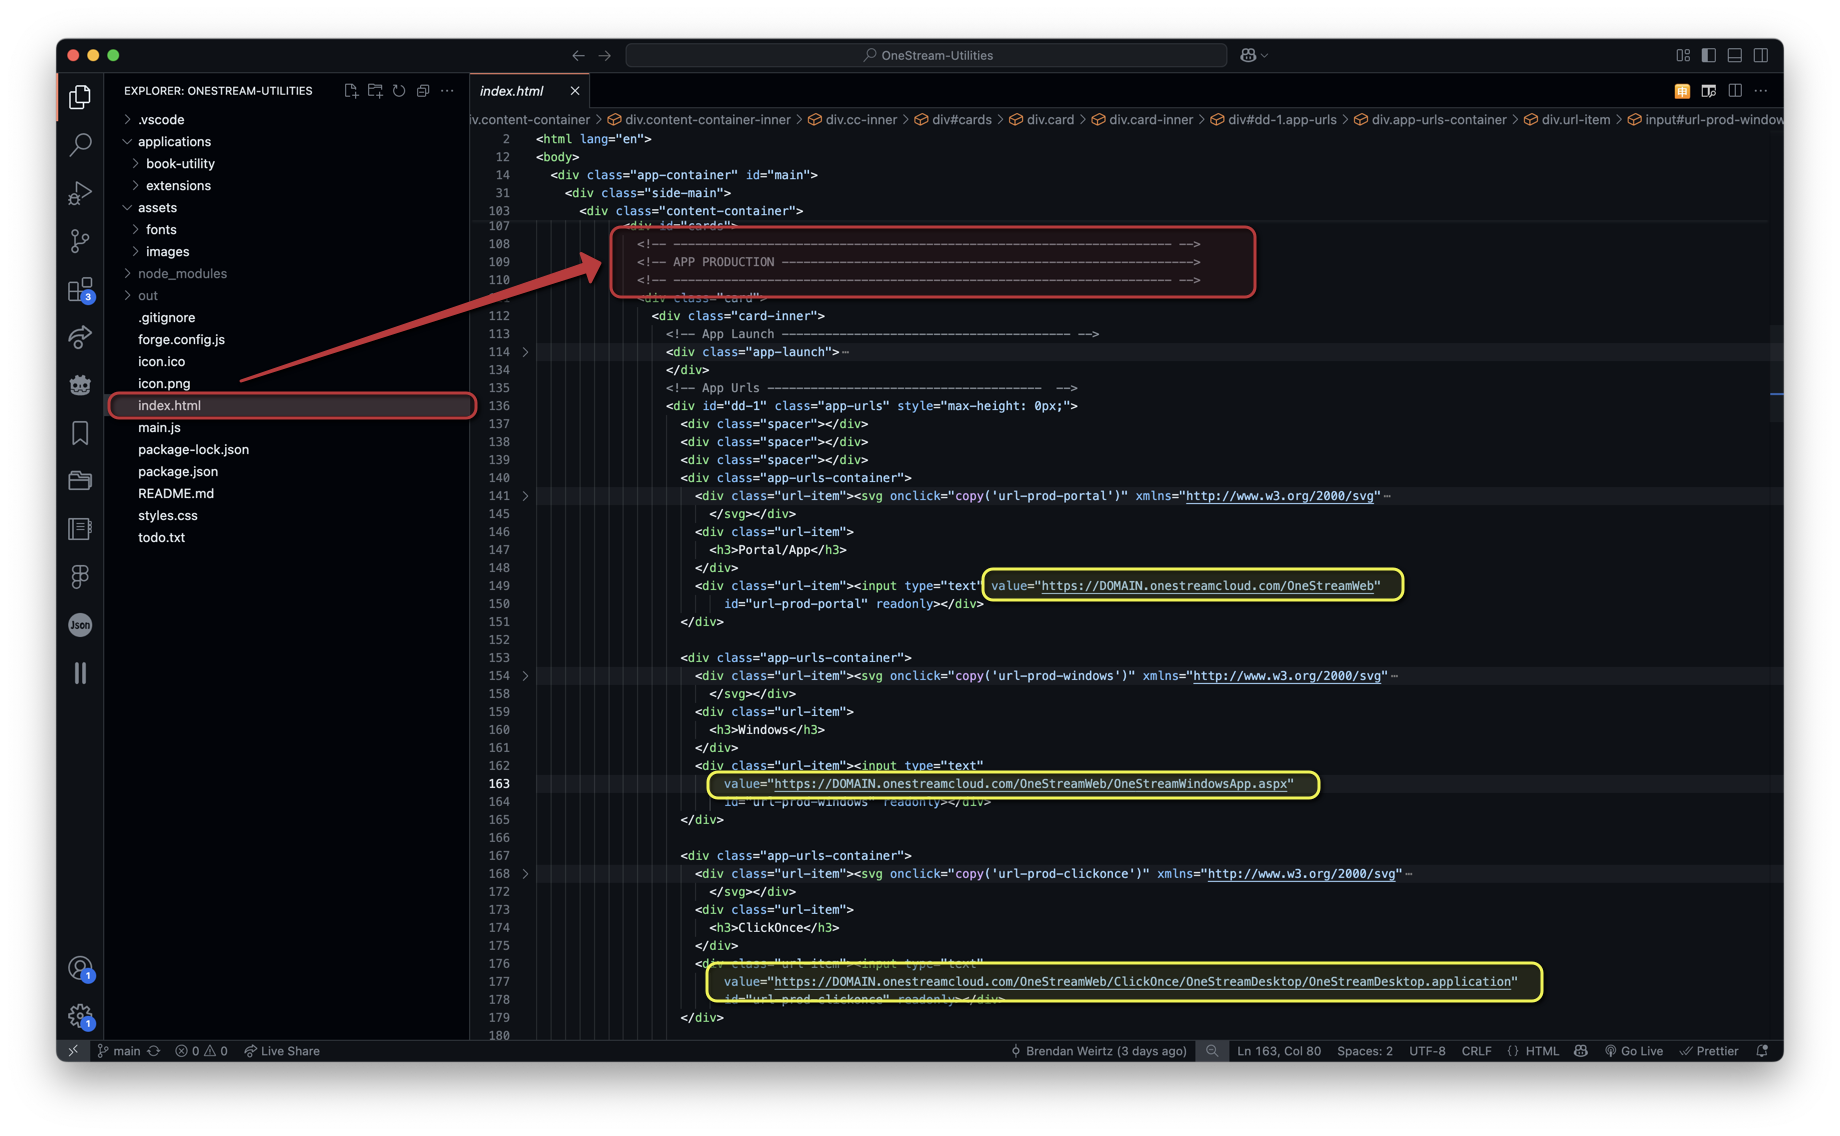 OneStream-Utilities
EXPLORER: ONESTREAM-UTILITIES
.vscode
applications
book-utility
extensions
assets
fonts
images
node_modules
out
.gitignore
forge.config.js
icon.ico
icon.png
index.html
main.js
package-lock.json
package.json
README.md
styles.css
todo.txt
3
Json
1
1
index.html
iv.content-container > div.content-container-inner > div.cc-inner > div#cards > div.card > div.card-inner > div#dd-1.app-urls > div.app-urls-container > div.url-item > input#url-prod-window
2 <html lang="en">
12 <body>
14 <div class="app-container" id="main">
31 <div class="side-main">
103 <div class="content-container">
107 <div id="cards">
108 <!-- --------------------------------------------------------------------- -->
109 <!-- APP PRODUCTION --------------------------------------------------------->
110 <!-- --------------------------------------------------------------------- -->
<div class="card">
112 <div class="card-inner">
113 <!-- App Launch ---------------------------------------- -->
114 <div class="app-launch">…
134 </div>
135 <!-- App Urls --------------------------------------  -->
136 <div id="dd-1" class="app-urls" style="max-height: 0px;">
137 <div class="spacer"></div>
138 <div class="spacer"></div>
139 <div class="spacer"></div>
140 <div class="app-urls-container">
141 <div class="url-item"><svg onclick="copy('url-prod-portal')" xmlns="http://www.w3.org/2000/svg"…
145 </svg></div>
146 <div class="url-item">
147 <h3>Portal/App</h3>
148 </div>
149 <div class="url-item"><input type="text" value="https://DOMAIN.onestreamcloud.com/OneStreamWeb"
150 id="url-prod-portal" readonly></div>
151 </div>
152
153 <div class="app-urls-container">
154 <div class="url-item"><svg onclick="copy('url-prod-windows')" xmlns="http://www.w3.org/2000/svg"…
158 </svg></div>
159 <div class="url-item">
160 <h3>Windows</h3>
161 </div>
162 <div class="url-item"><input type="text"
163 value="https://DOMAIN.onestreamcloud.com/OneStreamWeb/OneStreamWindowsApp.aspx"
164 id="url-prod-windows" readonly></div>
165 </div>
166
167 <div class="app-urls-container">
168 <div class="url-item"><svg onclick="copy('url-prod-clickonce')" xmlns="http://www.w3.org/2000/svg"…
172 </svg></div>
173 <div class="url-item">
174 <h3>ClickOnce</h3>
175 </div>
176 <div class="url-item"><input type="text"
177 value="https://DOMAIN.onestreamcloud.com/OneStreamWeb/ClickOnce/OneStreamDesktop/OneStreamDesktop.application"
178 id="url-prod-clickonce" readonly></div>
179 </div>
180
main 0 0 Live Share Brendan Weirtz (3 days ago) Ln 163, Col 80 Spaces: 2 UTF-8 CRLF {} HTML Go Live Prettier